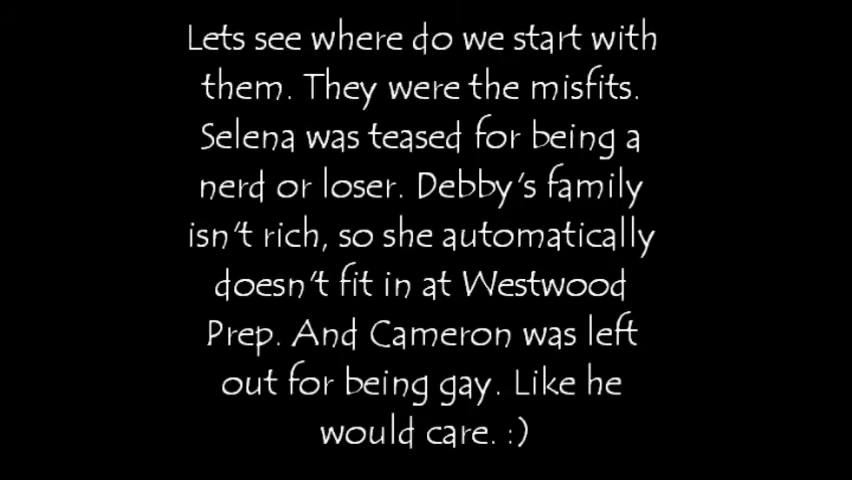 Lets see where do we start with
them. They were the misfits.
Selena was teased for being a
nerd or loser. Debby's family
isn't rich, so she automatically
doesn't fit in at Westwood
Prep. And Cameron was left
out for being gay. Like he
would care. :)